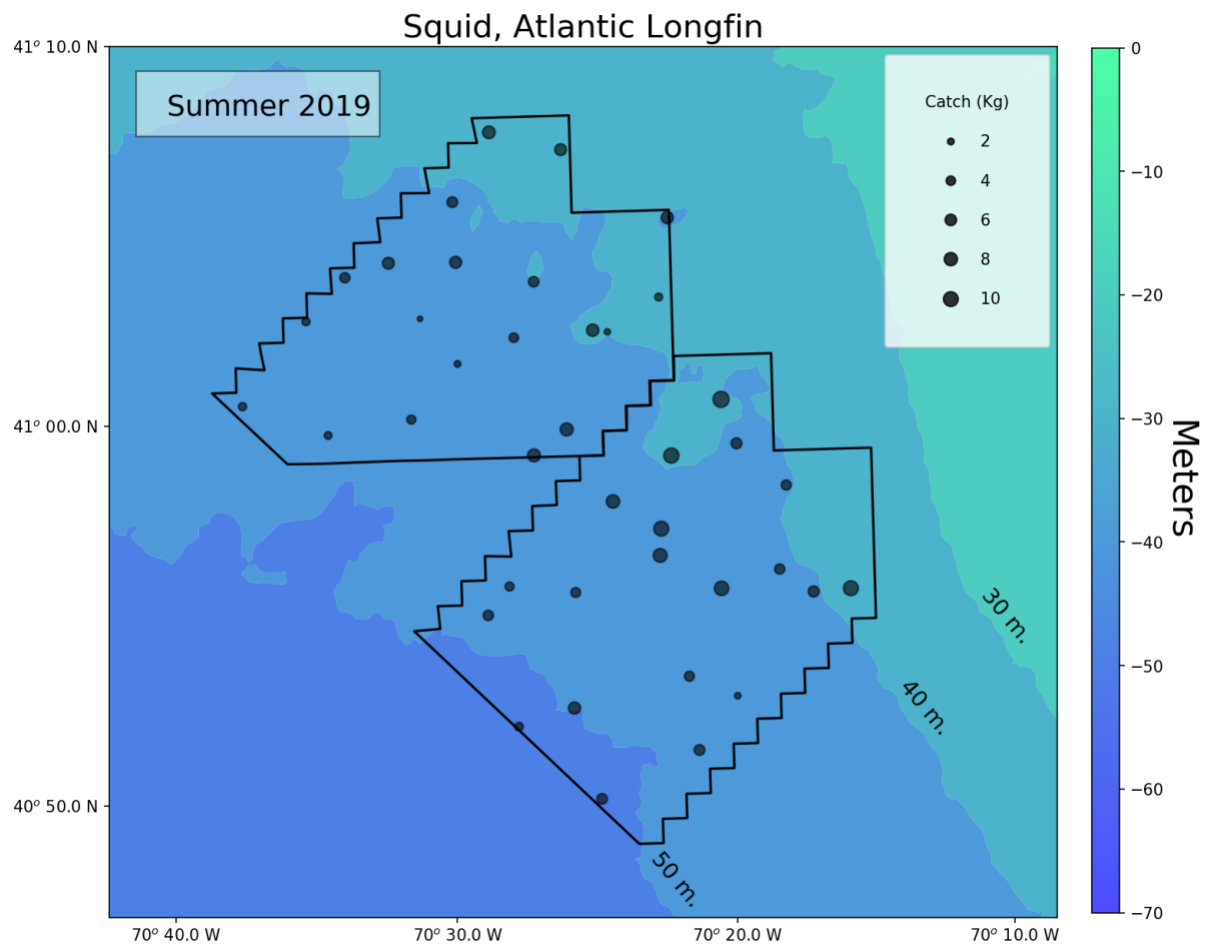 Squid, Atlantic Longfin
41° 10.0 N
41° 00.0 N
40° 50.0 N
Summer 2019
Catch (Kg)
2
4
6
8
10
30 m.
40 m.
50 m.
70° 40.0 W
70° 30.0 W
70° 20.0 W
70° 10.0 W
0
−10
−20
−30
−40
−50
−60
−70
Meters